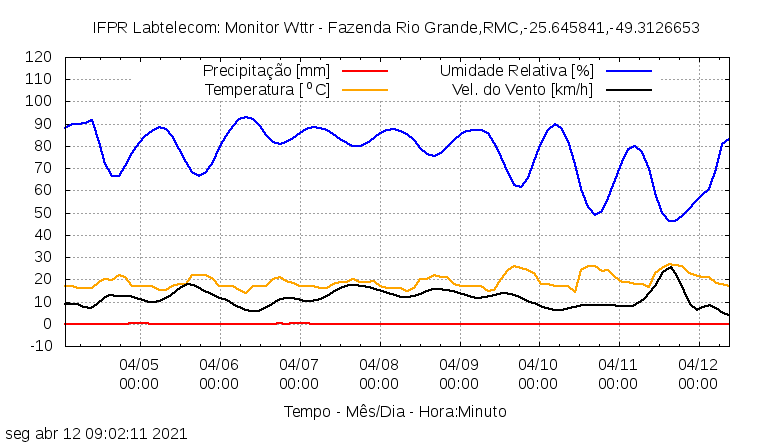 IFPR Labtelecom: Monitor Wttr - Fazenda Rio Grande,RMC,-25.645841,-49.3126653
120
110
100
90
80
70
60
50
40
30
20
10
0
-10
Precipitação [mm]
Temperatura [ ⁰C]
Umidade Relativa [%]
Vel. do Vento [km/h]
04/05 04/06 04/07 04/08 04/09 04/10 04/11 04/12
00:00 00:00 00:00 00:00 00:00 00:00 00:00 00:00
Tempo - Mês/Dia - Hora:Minuto
seg abr 12 09:02:11 2021